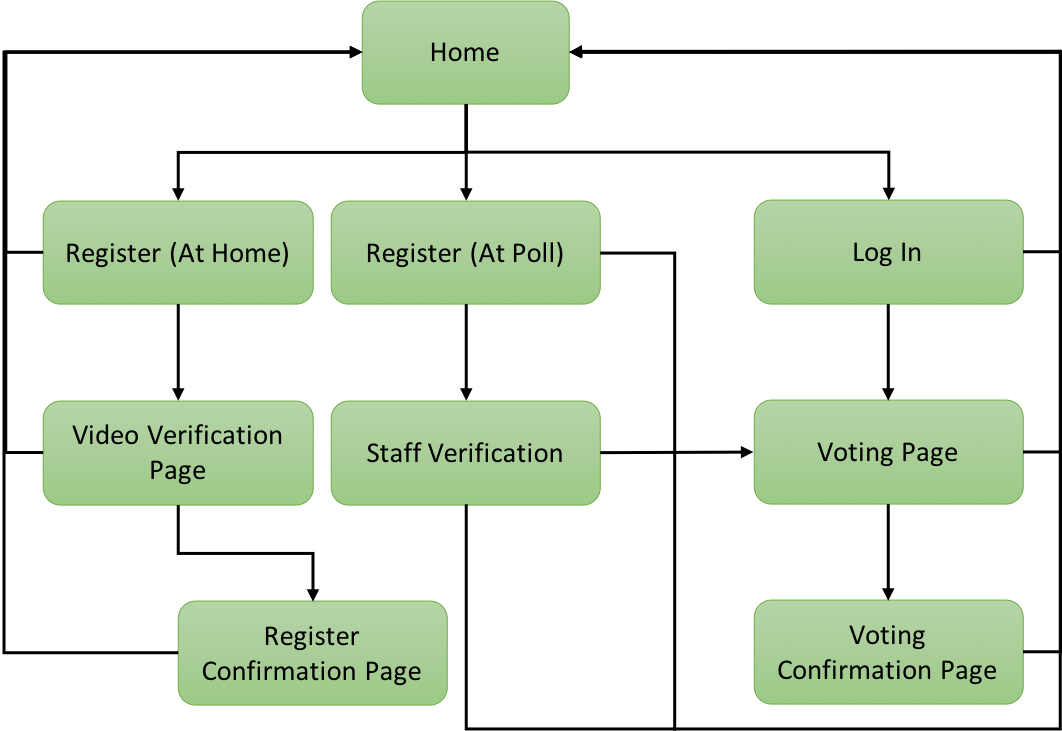 Home
Register (At Home)
Register (At Poll)
Log In
Video Verification
Page
Staff Verification
Voting Page
Register
Confirmation Page
Voting
Confirmation Page